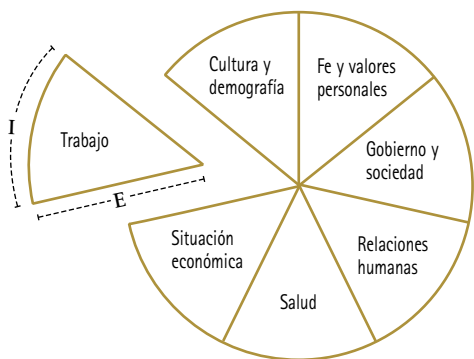 Cultura y
demografía
Fe y valores
personales
I
Trabajo
E
Gobierno y
sociedad
Situación
económica
Relaciones
humanas
Salud